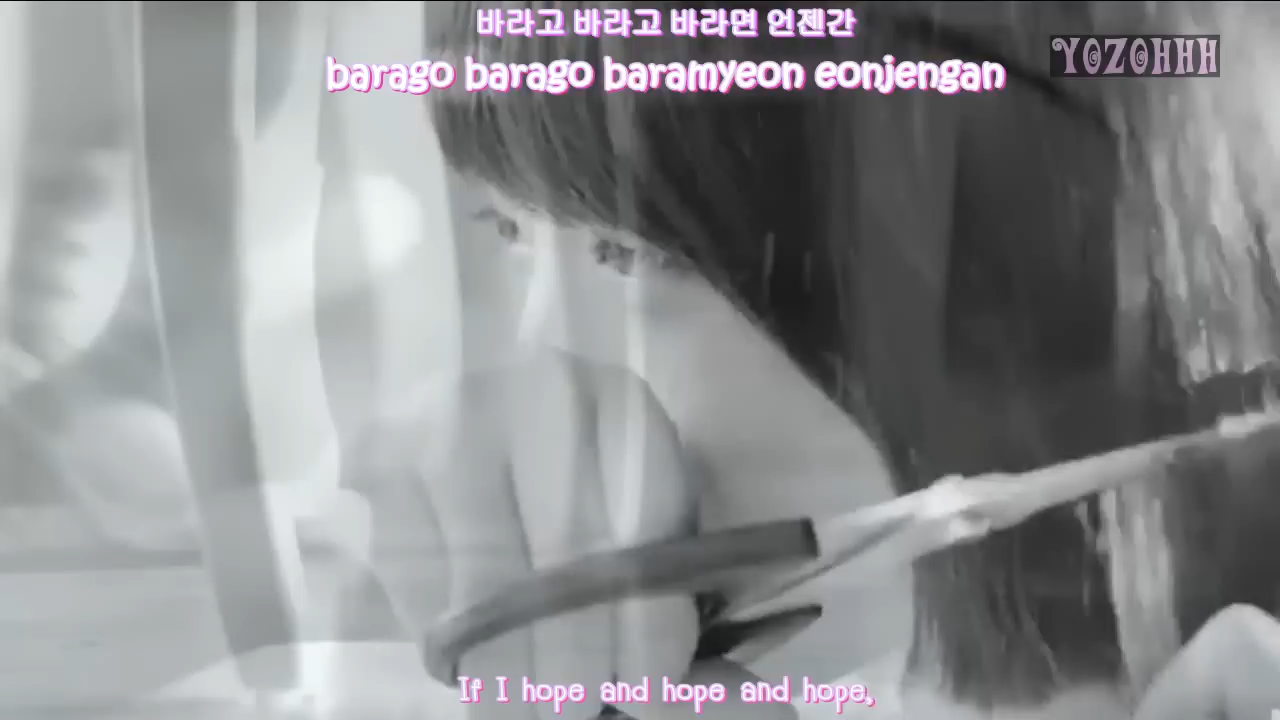 바라고 바라고 바라면 언젠간
YOZOHHH
barago barago baramyeon eonjengan
If I hope and hope and hope,